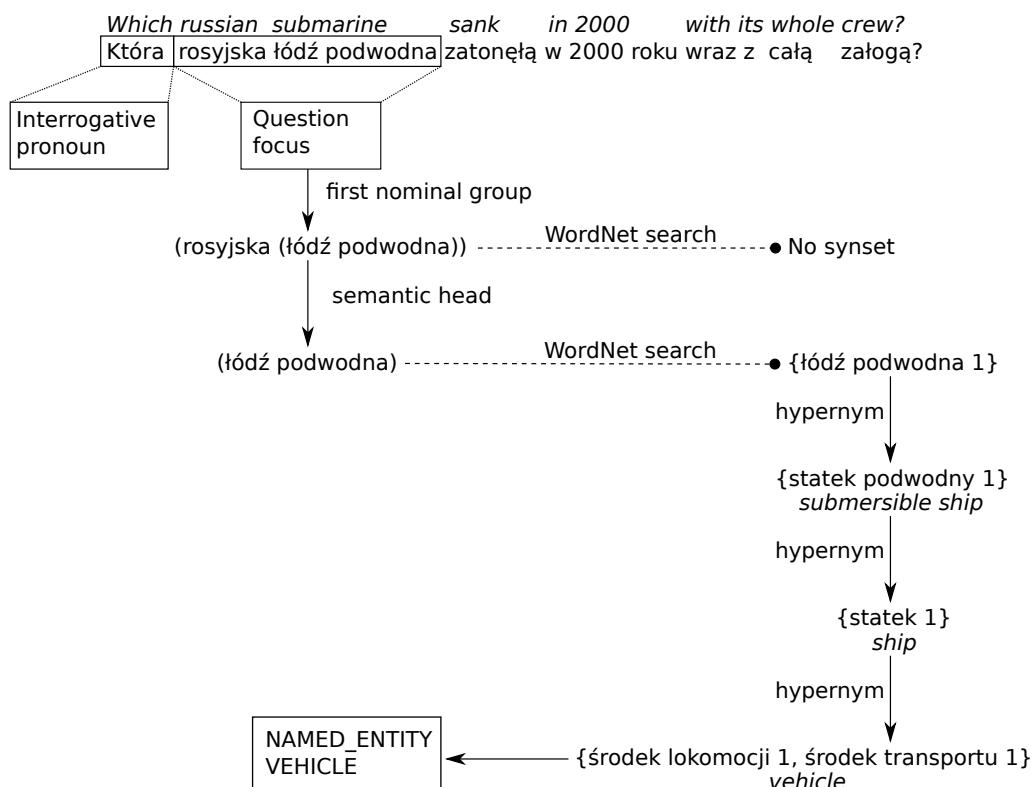 Which russian submarine sank in 2000 with its whole crew?
Która rosyjska łódź podwodna zatonęłą w 2000 roku wraz z całą załogą?
Interrogative
pronoun
Question
focus
first nominal group
(rosyjska (łódź podwodna))
WordNet search
No synset
semantic head
(łódź podwodna)
WordNet search
{łódź podwodna 1}
hypernym
{statek podwodny 1}
submersible ship
hypernym
{statek 1}
ship
hypernym
NAMED_ENTITY
VEHICLE
{środek lokomocji 1, środek transportu 1}
vehicle